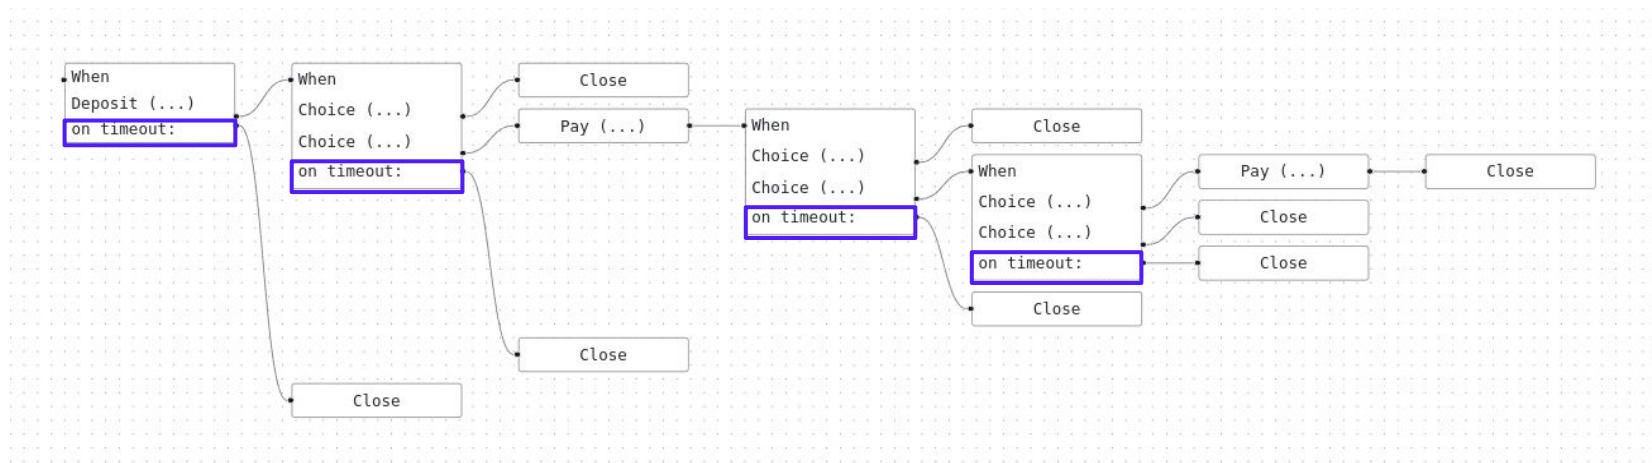 When
Deposit (...)
on timeout:
When
Choice (...)
Choice (...)
on timeout:
Close
Pay (...)
When
Choice (...)
Choice (...)
on timeout:
Close
When
Choice (...)
Choice (...)
on timeout:
Pay (...)
Close
Close
Close
Close
Close
Close